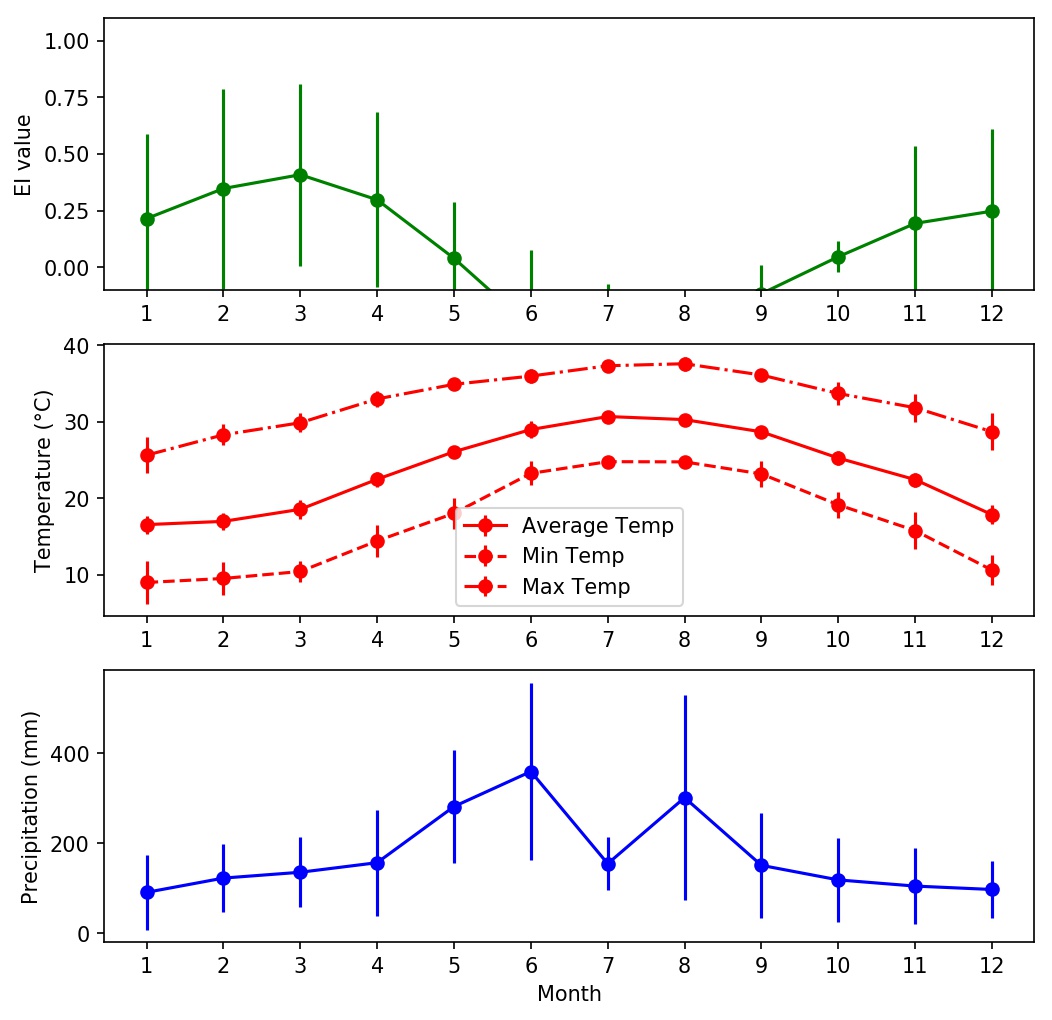 EI value
1.00
0.75
0.50
0.25
0.00
1 2 3 4 5 6 7 8 9 10 11 12
Temperature (°C)
40
30
20
10
Average Temp
Min Temp
Max Temp
1 2 3 4 5 6 7 8 9 10 11 12
Precipitation (mm)
400
200
0
1 2 3 4 5 6 7 8 9 10 11 12
Month